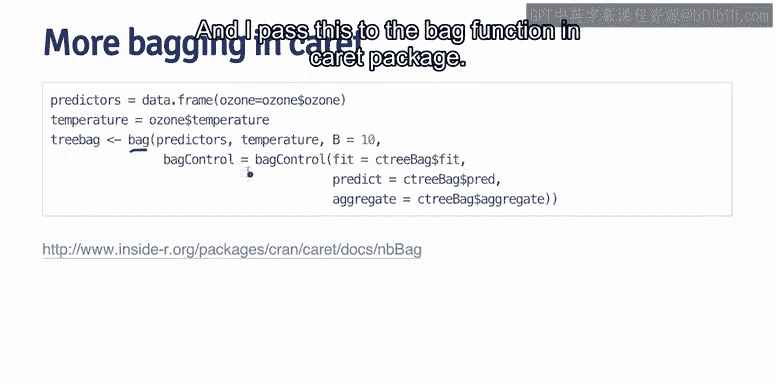 And I pass this to the bag function in
caret package.
More bagging in caret
predictors = data.frame(ozone=ozone$ozone)
temperature = ozone$temperature
treebag <- bag(predictors, temperature, B = 10,
bagControl = bagControl(fit = ctreeBag$fit,
predict = ctreeBag$pred,
aggregate = ctreeBag$aggregate))
http://www.inside-r.org/packages/cran/caret/docs/nbBag